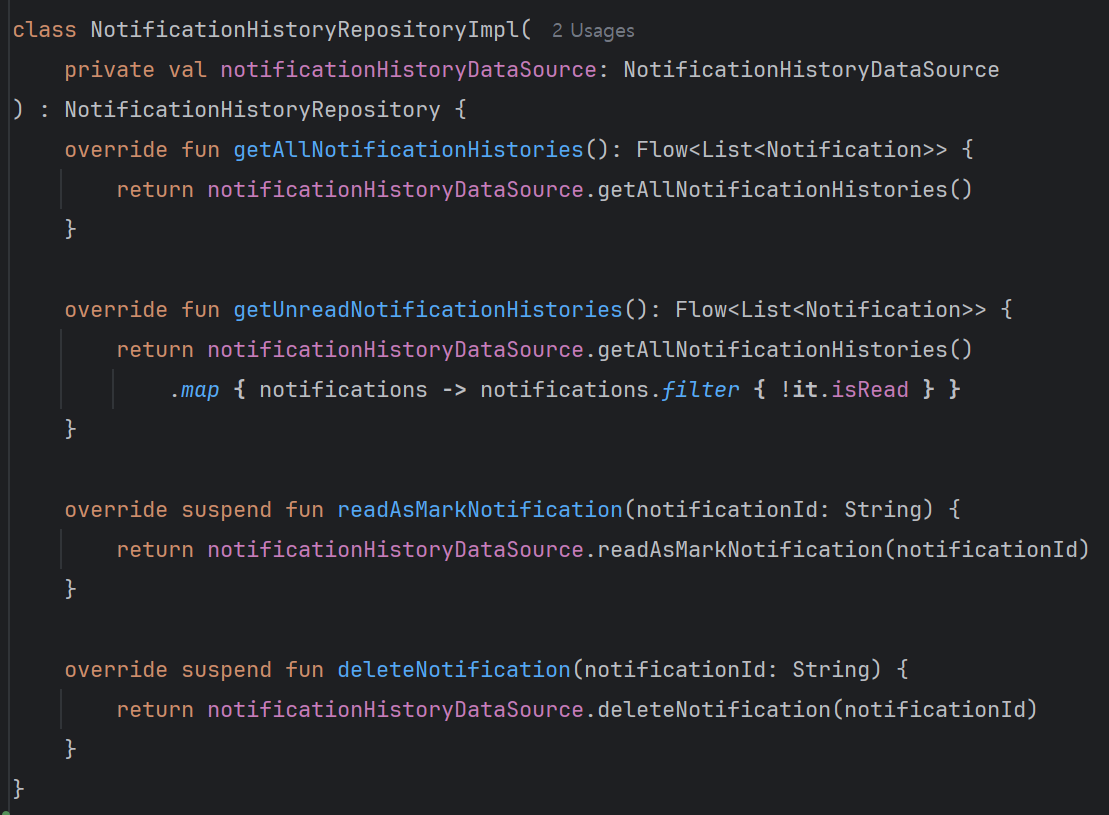 class NotificationHistoryRepositoryImpl( 2 Usages
    private val notificationHistoryDataSource: NotificationHistoryDataSource
) : NotificationHistoryRepository {
    override fun getAllNotificationHistories(): Flow<List<Notification>> {
        return notificationHistoryDataSource.getAllNotificationHistories()
    }
    override fun getUnreadNotificationHistories(): Flow<List<Notification>> {
        return notificationHistoryDataSource.getAllNotificationHistories()
            .map { notifications -> notifications.filter { !it.isRead } }
    }
    override suspend fun readAsMarkNotification(notificationId: String) {
        return notificationHistoryDataSource.readAsMarkNotification(notificationId)
    }
    override suspend fun deleteNotification(notificationId: String) {
        return notificationHistoryDataSource.deleteNotification(notificationId)
    }
}